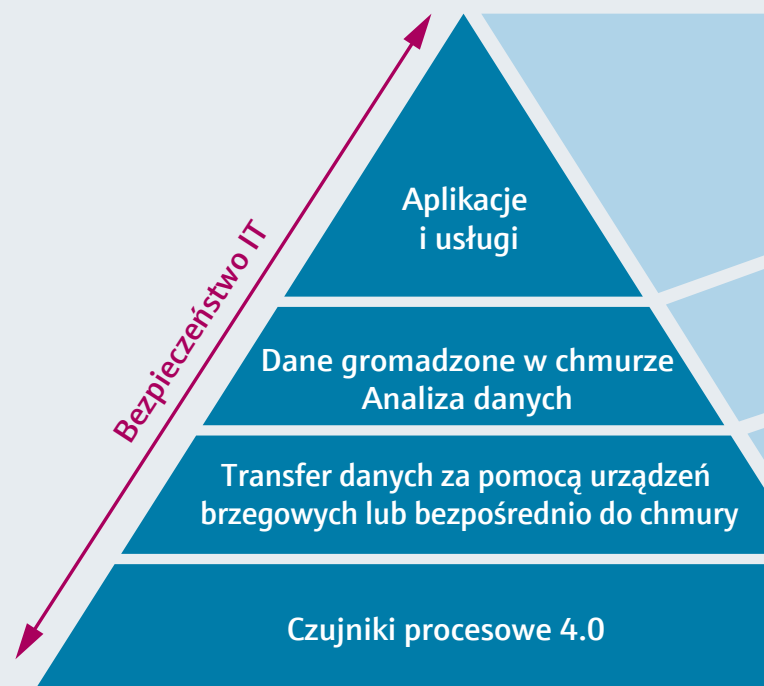 Bezpieczeństwo IT
Aplikacje
i usługi
Dane gromadzone w chmurze
Analiza danych
Transfer danych za pomocą urządzeń
brzegowych lub bezpośrednio do chmury
Czujniki procesowe 4.0